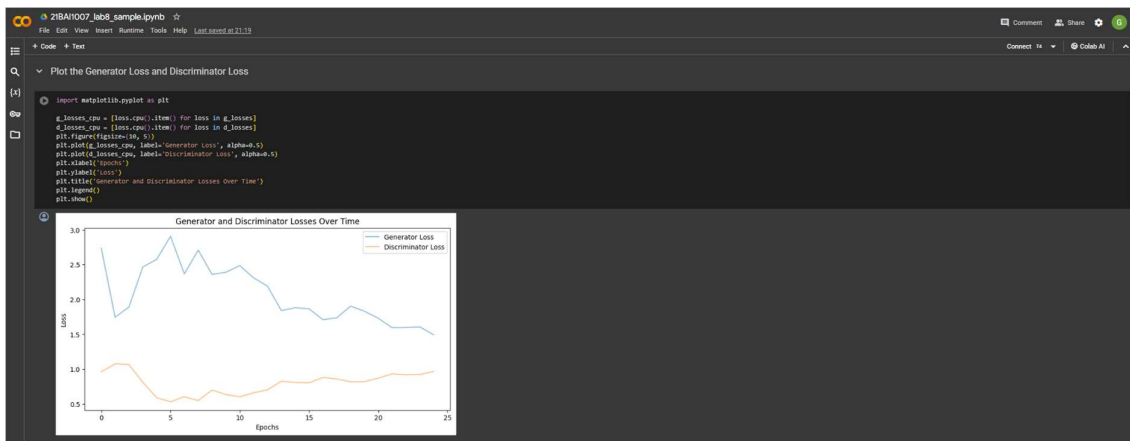 21BAI1007_lab8_sample.ipynb
Comment
Share
G
File Edit View Insert Runtime Tools Help Last saved at 21:19
+ Code + Text
Connect T4
Colab AI
Plot the Generator Loss and Discriminator Loss
{x}
import matplotlib.pyplot as plt
g_losses_cpu = [loss.cpu().item() for loss in g_losses]
d_losses_cpu = [loss.cpu().item() for loss in d_losses]
plt.figure(figsize=(10, 5))
plt.plot(g_losses_cpu, label='Generator Loss', alpha=0.5)
plt.plot(d_losses_cpu, label='Discriminator Loss', alpha=0.5)
plt.xlabel('Epochs')
plt.ylabel('Loss')
plt.title('Generator and Discriminator Losses Over Time')
plt.legend()
plt.show()
Generator and Discriminator Losses Over Time
Generator Loss
Discriminator Loss
3.0
2.5
2.0
1.5
1.0
0.5
Loss
0 5 10 15 20 25
Epochs